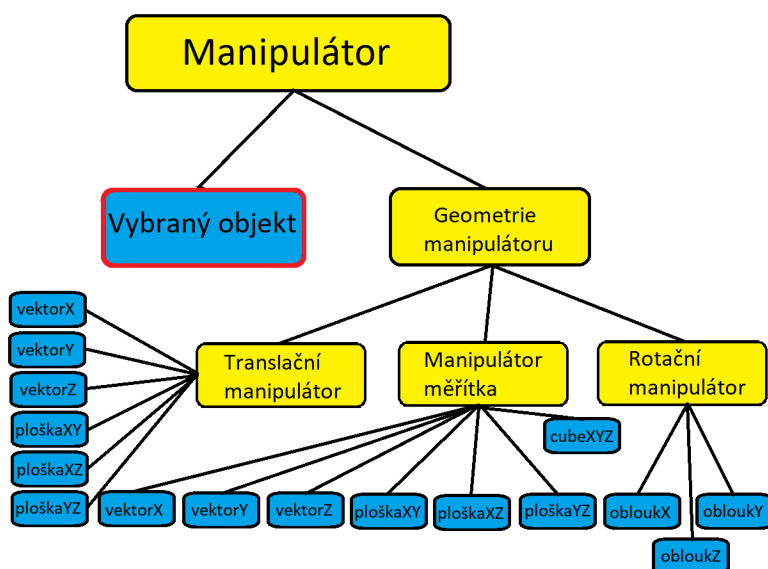 Manipulátor
Vybraný objekt
Geometrie
manipulátoru
vektorX
vektorY
vektorZ
ploškaXY
ploškaXZ
ploškaYZ
Translační
manipulátor
Manipulátor
měřítka
Rotační
manipulátor
cubeXYZ
vektorX
vektorY
vektorZ
ploškaXY
ploškaXZ
ploškaYZ
obloukX
obloukY
obloukZ